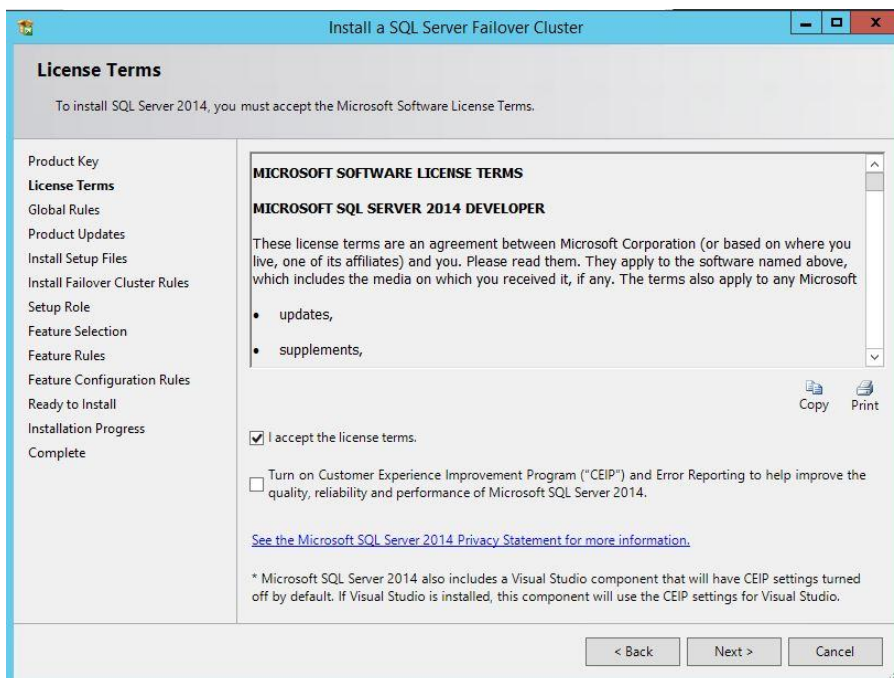 Install a SQL Server Failover Cluster
License Terms
To install SQL Server 2014, you must accept the Microsoft Software License Terms.
Product Key
License Terms
Global Rules
Product Updates
Install Setup Files
Install Failover Cluster Rules
Setup Role
Feature Selection
Feature Rules
Feature Configuration Rules
Ready to Install
Installation Progress
Complete
MICROSOFT SOFTWARE LICENSE TERMS
MICROSOFT SQL SERVER 2014 DEVELOPER
These license terms are an agreement between Microsoft Corporation (or based on where you
live, one of its affiliates) and you. Please read them. They apply to the software named above,
which includes the media on which you received it, if any. The terms also apply to any Microsoft
• updates,
• supplements,
Copy Print
I accept the license terms.
Turn on Customer Experience Improvement Program ("CEIP") and Error Reporting to help improve the
quality, reliability and performance of Microsoft SQL Server 2014.
See the Microsoft SQL Server 2014 Privacy Statement for more information.
* Microsoft SQL Server 2014 also includes a Visual Studio component that will have CEIP settings turned
off by default. If Visual Studio is installed, this component will use the CEIP settings for Visual Studio.
< Back Next > Cancel